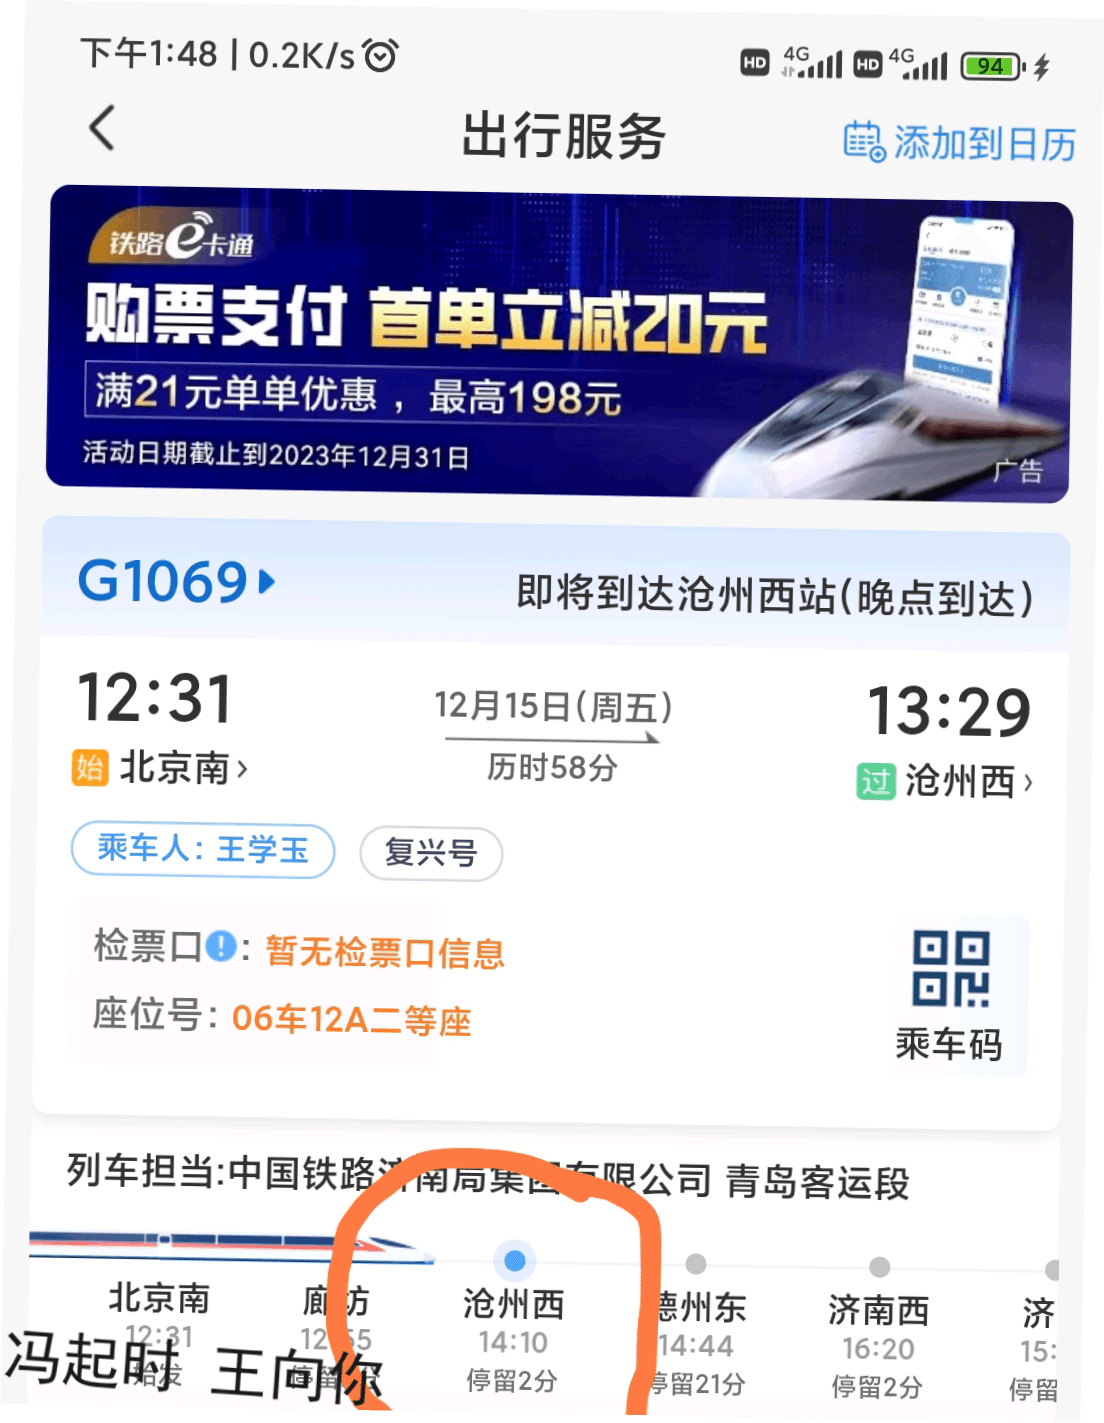 下午1:48 | 0.2K/s
HD 4G HD 4G 94
出行服务
添加到日历
铁路e卡通
购票支付 首单立减20元
满21元单单优惠，最高198元
活动日期截止到2023年12月31日
广告
G1069
即将到达沧州西站(晚点到达)
12:31
12月15日(周五)
13:29
始 北京南
历时58分
过 沧州西
乘车人: 王学玉
复兴号
检票口: 暂无检票口信息
座位号: 06车12A二等座
乘车码
列车担当:中国铁路济南局集团有限公司 青岛客运段
北京南 廊坊 沧州西 德州东 济南西 济
12:31 12:55 14:10 14:44 16:20 15:
始发 停留 分 停留2分 停留21分 停留2分 停留
冯起时 王向你